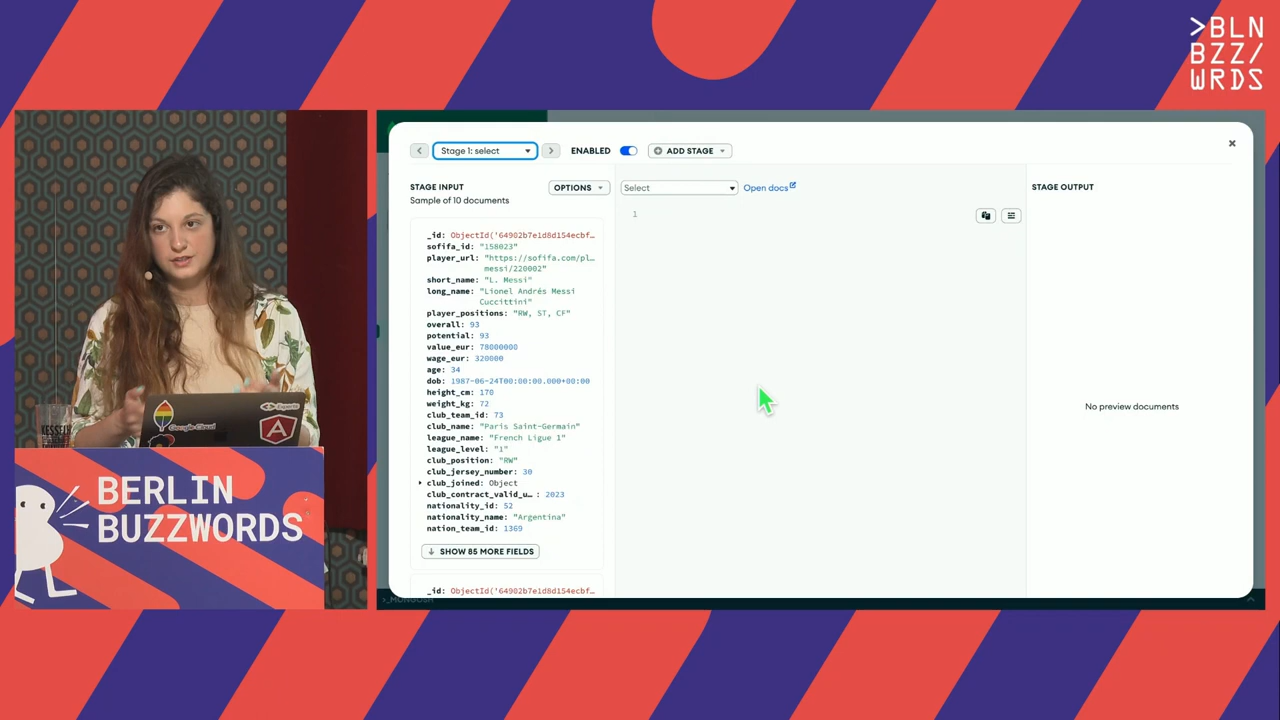 >BLN
BZZ/
WRDS
Stage 1: select
ENABLED
ADD STAGE
STAGE INPUT
OPTIONS
Sample of 10 documents
Select
Open docs
STAGE OUTPUT
1
_id: ObjectId('64902b7e1d8d154ecbf…
sofifa_id: "158023"
player_url: "https://sofifa.com/pl…
messi/220002"
short_name: "L. Messi"
long_name: "Lionel Andrés Messi
Cuccittini"
player_positions: "RW, ST, CF"
overall: 93
potential: 93
value_eur: 78000000
wage_eur: 320000
age: 34
dob: 1987-06-24T00:00:00.000+00:00
height_cm: 170
weight_kg: 72
club_team_id: 73
club_name: "Paris Saint-Germain"
league_name: "French Ligue 1"
league_level: "1"
club_position: "RW"
club_jersey_number: 30
club_joined: Object
club_contract_valid_u… : 2023
nationality_id: 52
nationality_name: "Argentina"
nation_team_id: 1369
SHOW 85 MORE FIELDS
_id: ObjectId('64902b7e1d8d154ecbf…
No preview documents
>_MONGOSH
Google Cloud
Experts
BERLIN
BUZZWORDS